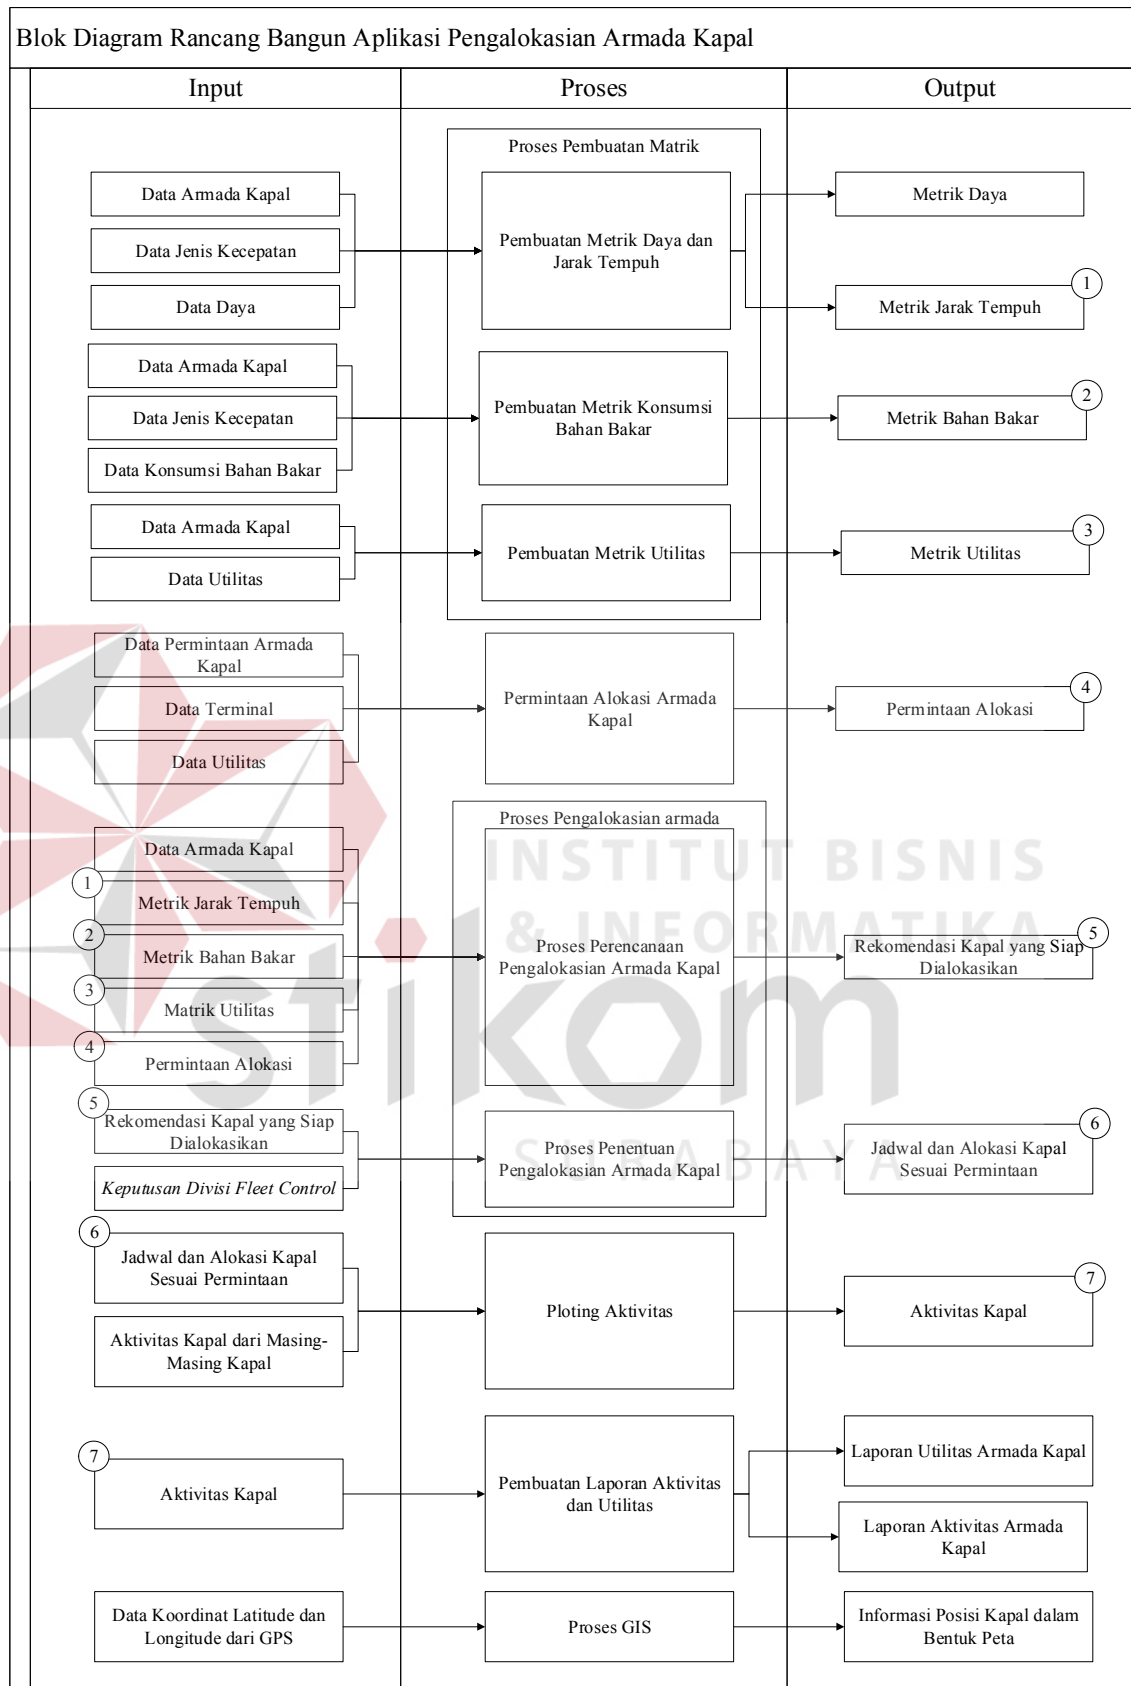 Blok Diagram Rancang Bangun Aplikasi Pengalokasian Armada Kapal
Input
Proses
Output
Proses Pembuatan Matrik
Data Armada Kapal
Data Jenis Kecepatan
Data Daya
Pembuatan Metrik Daya dan
Jarak Tempuh
Metrik Daya
1
Metrik Jarak Tempuh
Data Armada Kapal
Data Jenis Kecepatan
Data Konsumsi Bahan Bakar
Pembuatan Metrik Konsumsi
Bahan Bakar
2
Metrik Bahan Bakar
Data Armada Kapal
Data Utilitas
Pembuatan Metrik Utilitas
3
Metrik Utilitas
Data Permintaan Armada
Kapal
Data Terminal
Data Utilitas
Permintaan Alokasi Armada
Kapal
4
Permintaan Alokasi
Proses Pengalokasian armada
Data Armada Kapal
1
Metrik Jarak Tempuh
2
Metrik Bahan Bakar
3
Matrik Utilitas
4
Permintaan Alokasi
Proses Perencanaan
Pengalokasian Armada Kapal
5
Rekomendasi Kapal yang Siap
Dialokasikan
5
Rekomendasi Kapal yang Siap
Dialokasikan
Keputusan Divisi Fleet Control
Proses Penentuan
Pengalokasian Armada Kapal
6
Jadwal dan Alokasi Kapal
Sesuai Permintaan
6
Jadwal dan Alokasi Kapal
Sesuai Permintaan
Aktivitas Kapal dari Masing-
Masing Kapal
Ploting Aktivitas
7
Aktivitas Kapal
7
Aktivitas Kapal
Pembuatan Laporan Aktivitas
dan Utilitas
Laporan Utilitas Armada Kapal
Laporan Aktivitas Armada
Kapal
Data Koordinat Latitude dan
Longitude dari GPS
Proses GIS
Informasi Posisi Kapal dalam
Bentuk Peta
INSTITUT BISNIS
& INFORMATIKA
stikom
SURABAYA